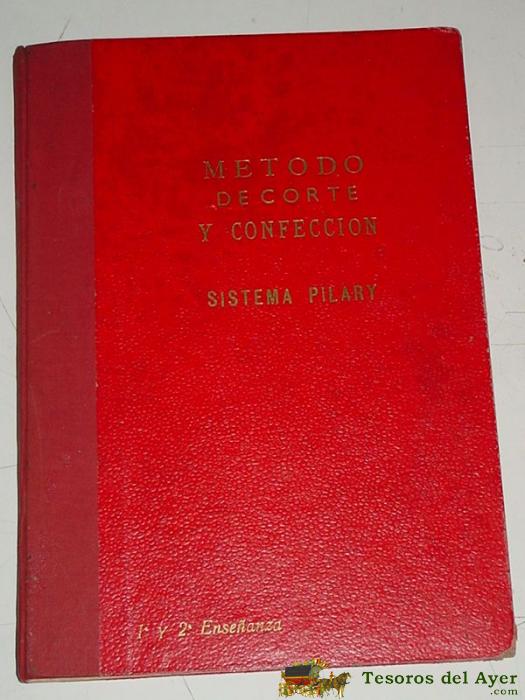 METODO
DE CORTE
Y CONFECCION
SISTEMA PILARY
1ª Y 2ª Enseñanza
Tesoros del Ayer
.com